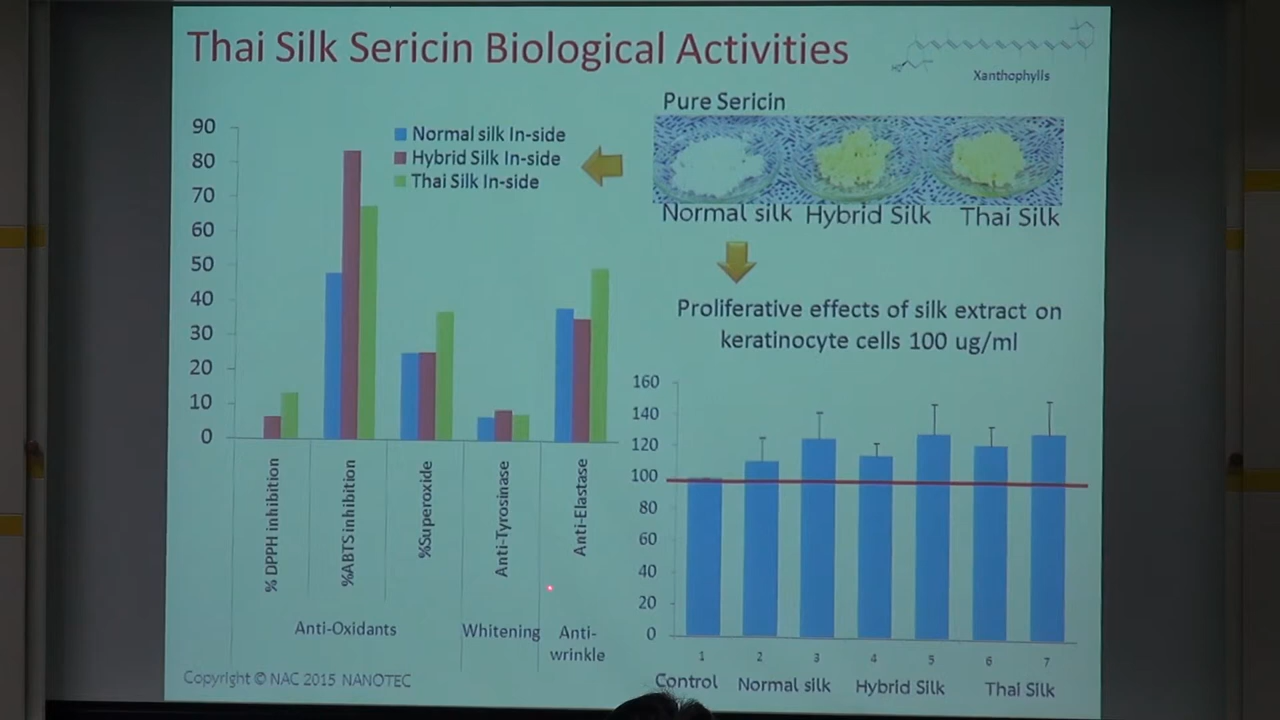 Thai Silk Sericin Biological Activities
Xanthophylls
Pure Sericin
Normal silk Hybrid Silk Thai Silk
90
80
70
60
50
40
30
20
10
0
Normal silk In-side
Hybrid Silk In-side
Thai Silk In-side
% DPPH inhibition
%ABTS inhibition
%Superoxide
Anti-Tyrosinase
Anti-Elastase
Anti-Oxidants
Whitening
Anti-
wrinkle
Proliferative effects of silk extract on
keratinocyte cells 100 ug/ml
160
140
120
100
80
60
40
20
0
1 2 3 4 5 6 7
Control Normal silk Hybrid Silk Thai Silk
Copyright © NAC 2015 NANOTEC